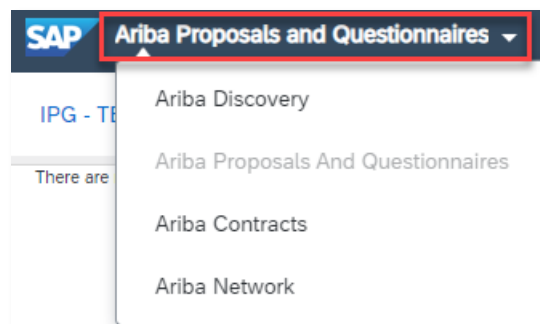 SAP Ariba Proposals and Questionnaires
Ariba Discovery
IPG - TE
Ariba Proposals And Questionnaires
There are
Ariba Contracts
Ariba Network